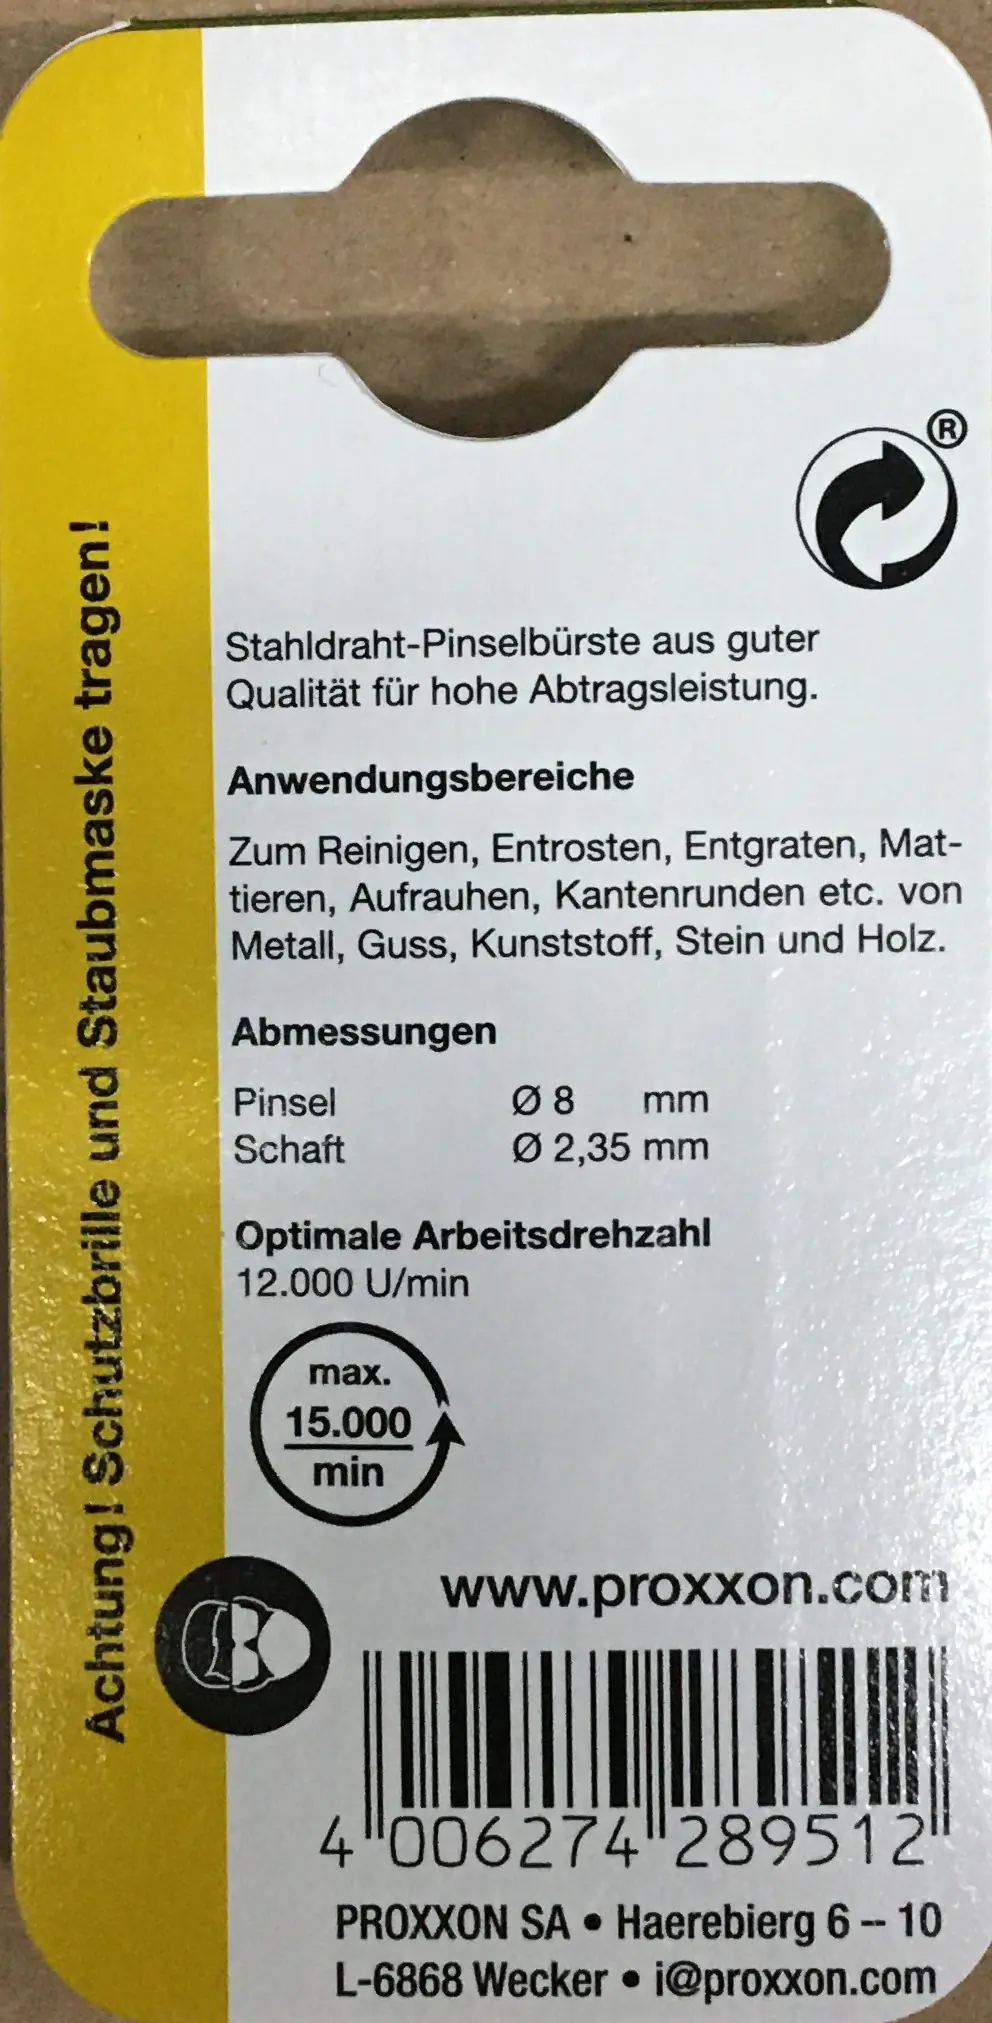 Achtung! Schutzbrille und Staubmaske tragen!
®
Stahldraht-Pinselbürste aus guter
Qualität für hohe Abtragsleistung.
Anwendungsbereiche
Zum Reinigen, Entrosten, Entgraten, Mat-
tieren, Aufrauhen, Kantenrunden etc. von
Metall, Guss, Kunststoff, Stein und Holz.
Abmessungen
Pinsel Ø 8 mm
Schaft Ø 2,35 mm
Optimale Arbeitsdrehzahl
12.000 U/min
max.
15.000
min
www.proxxon.com
4 006274 289512
PROXXON SA • Haerebierg 6 – 10
L-6868 Wecker • i@proxxon.com